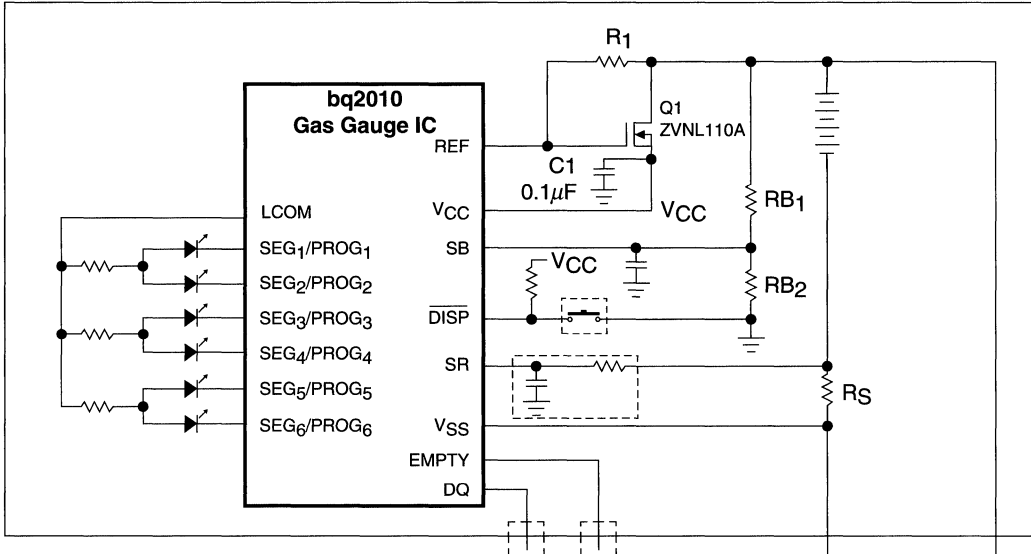 R1
bq2010
Gas Gauge IC
Q1
ZVNL110A
REF
C1
0.1μF
LCOM
VCC
VCC
RB1
SEG1/PROG1
SB
VCC
SEG2/PROG2
RB2
SEG3/PROG3
DISP
SEG4/PROG4
SR
SEG5/PROG5
RS
SEG6/PROG6
VSS
EMPTY
DQ